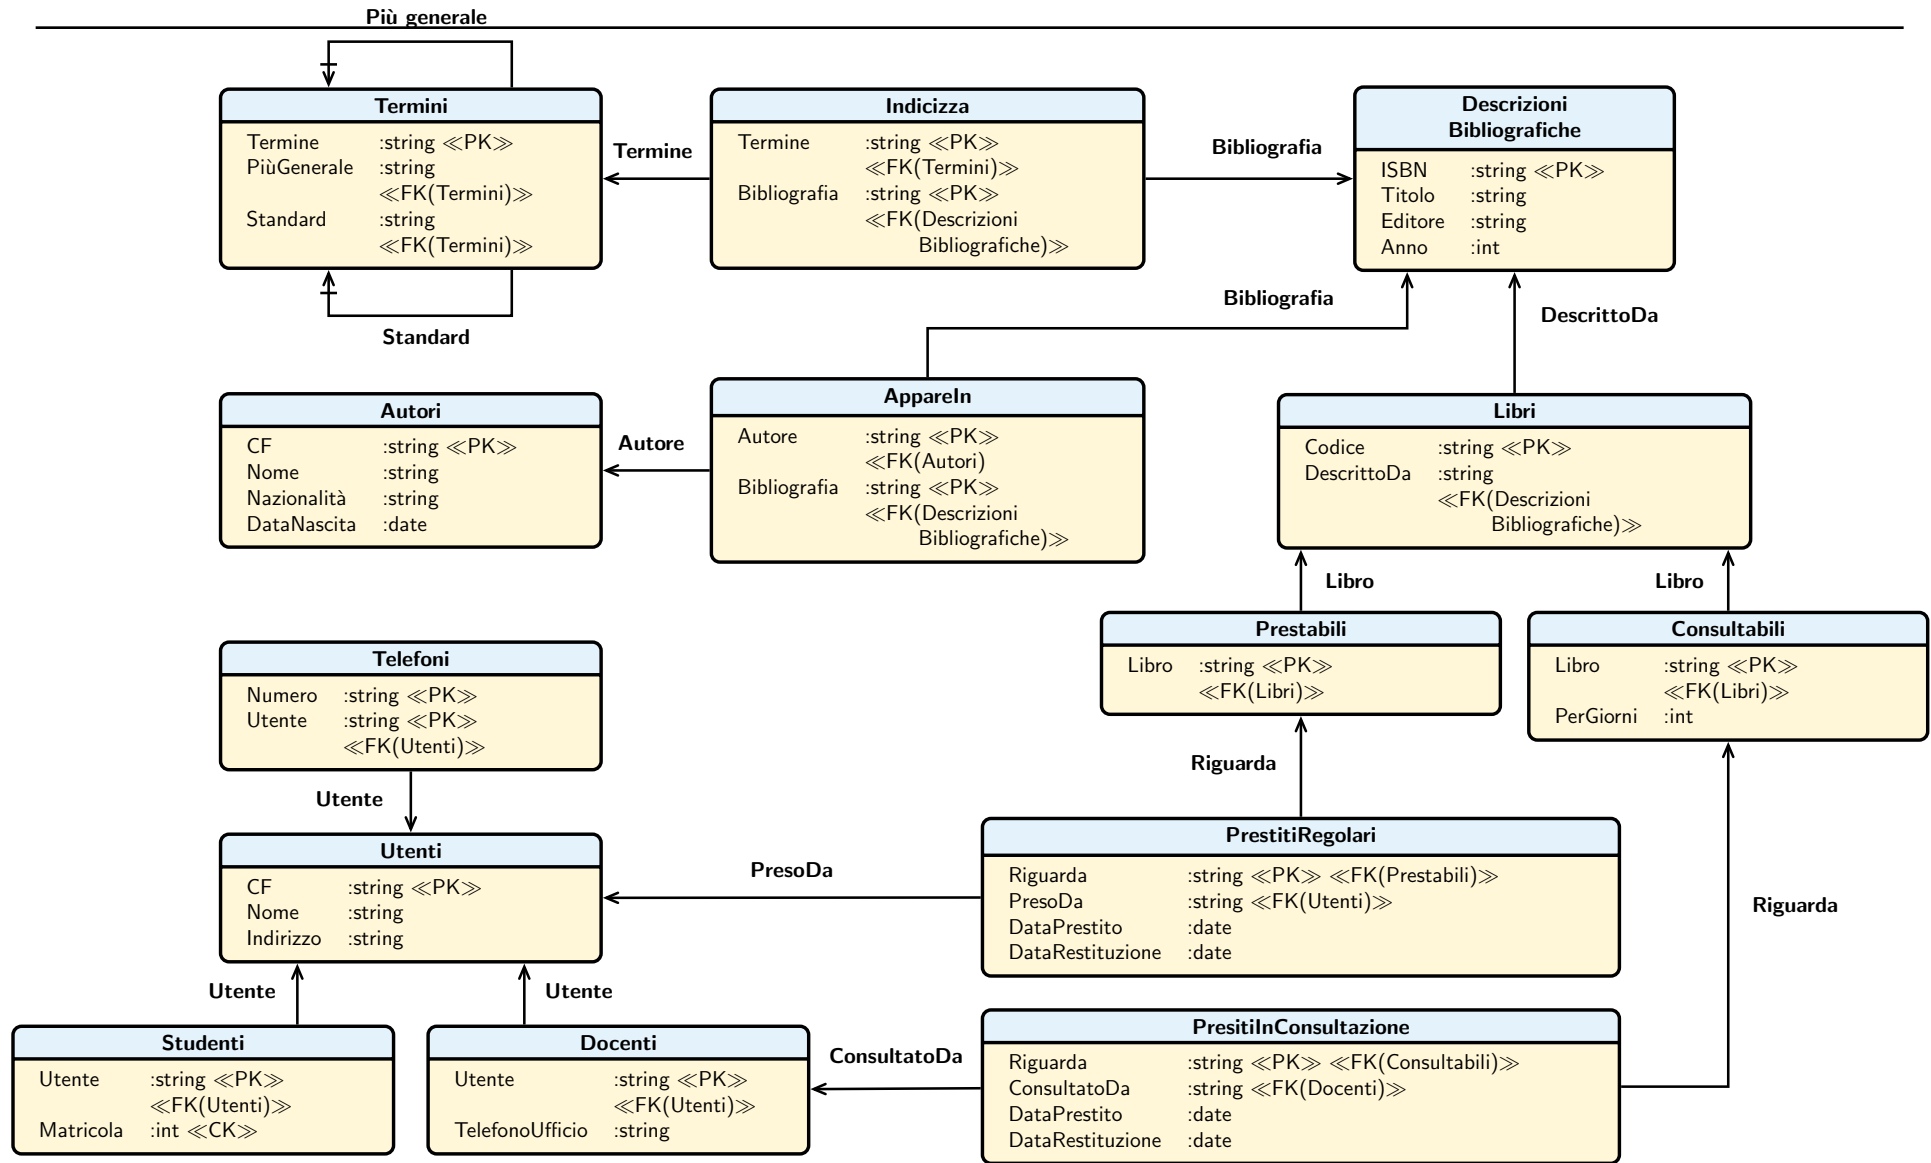 Più generale
Termini
Termine :string ≪PK≫
PiùGenerale :string
≪FK(Termini)≫
Standard :string
≪FK(Termini)≫
Standard
Termine
Indicizza
Termine :string ≪PK≫
≪FK(Termini)≫
Bibliografia :string ≪PK≫
≪FK(Descrizioni
Bibliografiche)≫
Bibliografia
Descrizioni
Bibliografiche
ISBN :string ≪PK≫
Titolo :string
Editore :string
Anno :int
Bibliografia
DescrittoDa
Autori
CF :string ≪PK≫
Nome :string
Nazionalità :string
DataNascita :date
Autore
AppareIn
Autore :string ≪PK≫
≪FK(Autori)
Bibliografia :string ≪PK≫
≪FK(Descrizioni
Bibliografiche)≫
Libri
Codice :string ≪PK≫
DescrittoDa :string
≪FK(Descrizioni
Bibliografiche)≫
Libro
Libro
Prestabili
Libro :string ≪PK≫
≪FK(Libri)≫
Consultabili
Libro :string ≪PK≫
≪FK(Libri)≫
PerGiorni :int
Telefoni
Numero :string ≪PK≫
Utente :string ≪PK≫
≪FK(Utenti)≫
Utente
Riguarda
Utenti
CF :string ≪PK≫
Nome :string
Indirizzo :string
PresoDa
PrestitiRegolari
Riguarda :string ≪PK≫ ≪FK(Prestabili)≫
PresoDa :string ≪FK(Utenti)≫
DataPrestito :date
DataRestituzione :date
Riguarda
Utente
Utente
Studenti
Utente :string ≪PK≫
≪FK(Utenti)≫
Matricola :int ≪CK≫
Docenti
Utente :string ≪PK≫
≪FK(Utenti)≫
TelefonoUfficio :string
ConsultatoDa
PresitiInConsultazione
Riguarda :string ≪PK≫ ≪FK(Consultabili)≫
ConsultatoDa :string ≪FK(Docenti)≫
DataPrestito :date
DataRestituzione :date